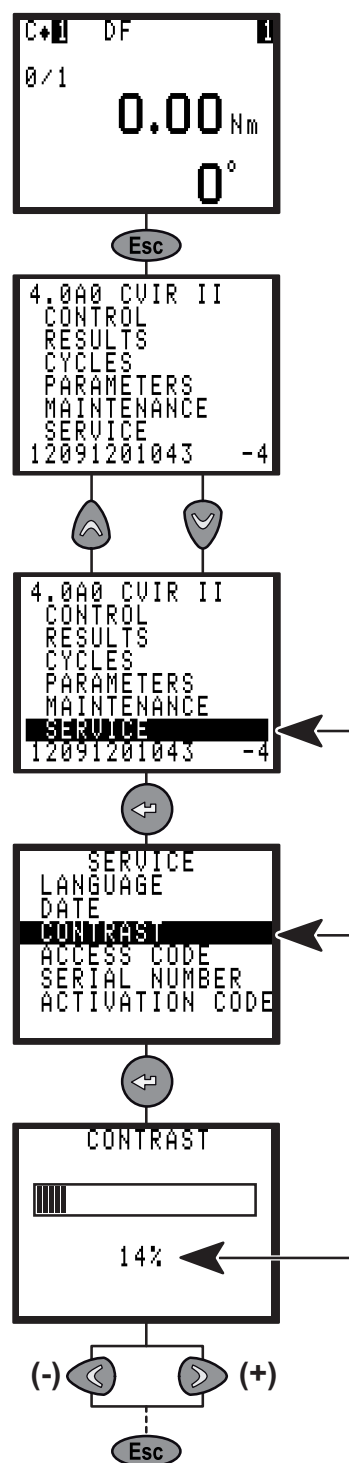 C♦1 DF 1
0/1
0.00 Nm
0°
Esc
4.0A0 CVIR II
CONTROL
RESULTS
CYCLES
PARAMETERS
MAINTENANCE
SERVICE
12091201043 -4
4.0A0 CVIR II
CONTROL
RESULTS
CYCLES
PARAMETERS
MAINTENANCE
SERVICE
12091201043 -4
SERVICE
LANGUAGE
DATE
CONTRAST
ACCESS CODE
SERIAL NUMBER
ACTIVATION CODE
CONTRAST
14%
(-) (+)
Esc